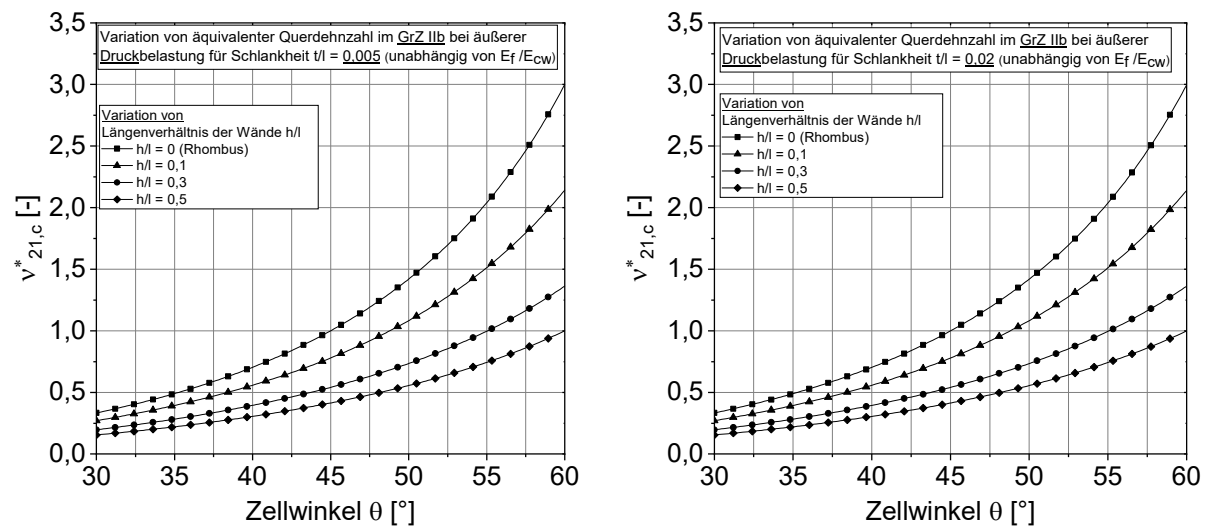 3,5
3,0
2,5
2,0
1,5
1,0
0,5
0,0
ν*21,c [-]
Variation von äquivalenter Querdehnzahl im GrZ IIb bei äußerer
Druckbelastung für Schlankheit t/l = 0,005 (unabhängig von Ef /Ecw)
Variation von
Längenverhältnis der Wände h/l
h/l = 0 (Rhombus)
h/l = 0,1
h/l = 0,3
h/l = 0,5
30 35 40 45 50 55 60
Zellwinkel θ [°]
3,5
3,0
2,5
2,0
1,5
1,0
0,5
0,0
ν*21,c [-]
Variation von äquivalenter Querdehnzahl im GrZ IIb bei äußerer
Druckbelastung für Schlankheit t/l = 0,02 (unabhängig von Ef /Ecw)
Variation von
Längenverhältnis der Wände h/l
h/l = 0 (Rhombus)
h/l = 0,1
h/l = 0,3
h/l = 0,5
30 35 40 45 50 55 60
Zellwinkel θ [°]